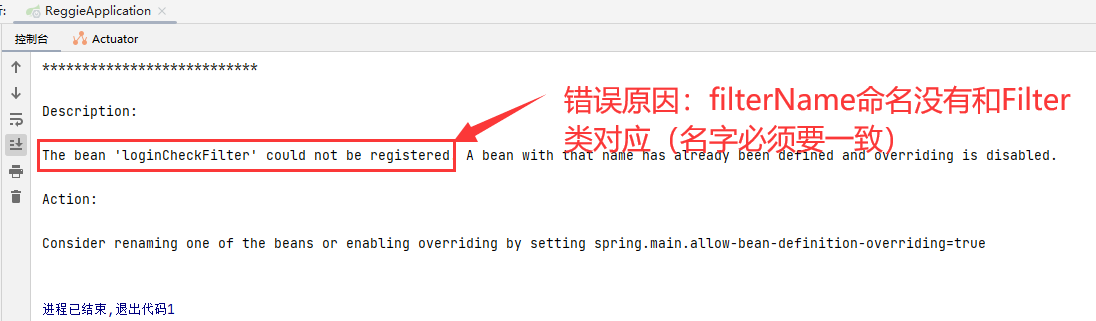 行:
ReggieApplication
控制台
Actuator
***************************
Description:
The bean 'loginCheckFilter' could not be registered. A bean with that name has already been defined and overriding is disabled.
错误原因：filterName命名没有和Filter
类对应（名字必须要一致）
Action:
Consider renaming one of the beans or enabling overriding by setting spring.main.allow-bean-definition-overriding=true
进程已结束,退出代码1